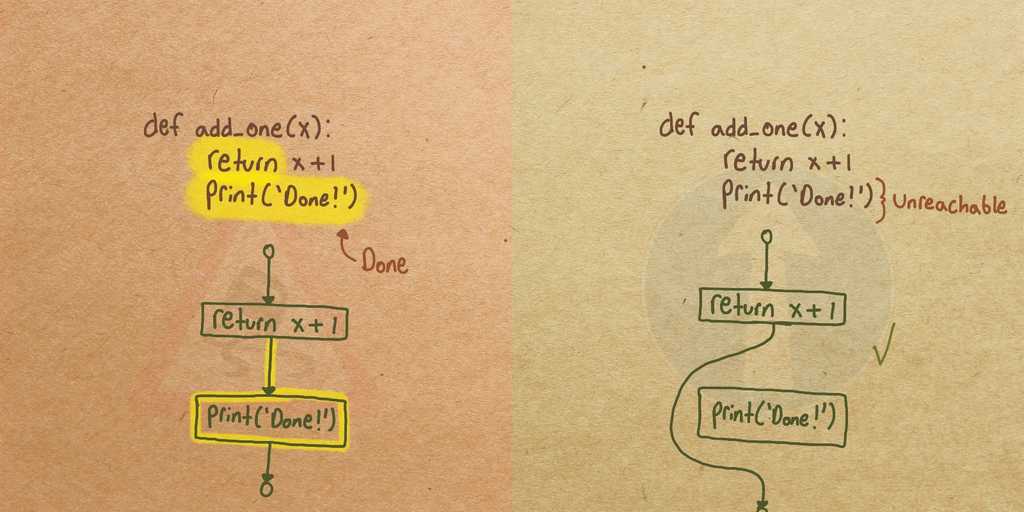 def add_one(x):
return x+1
print('Done!')
Done
return x+1
print('Done!')
def add_one(x):
return x+1
print('Done!') } Unreachable
return x+1
print('Done!')